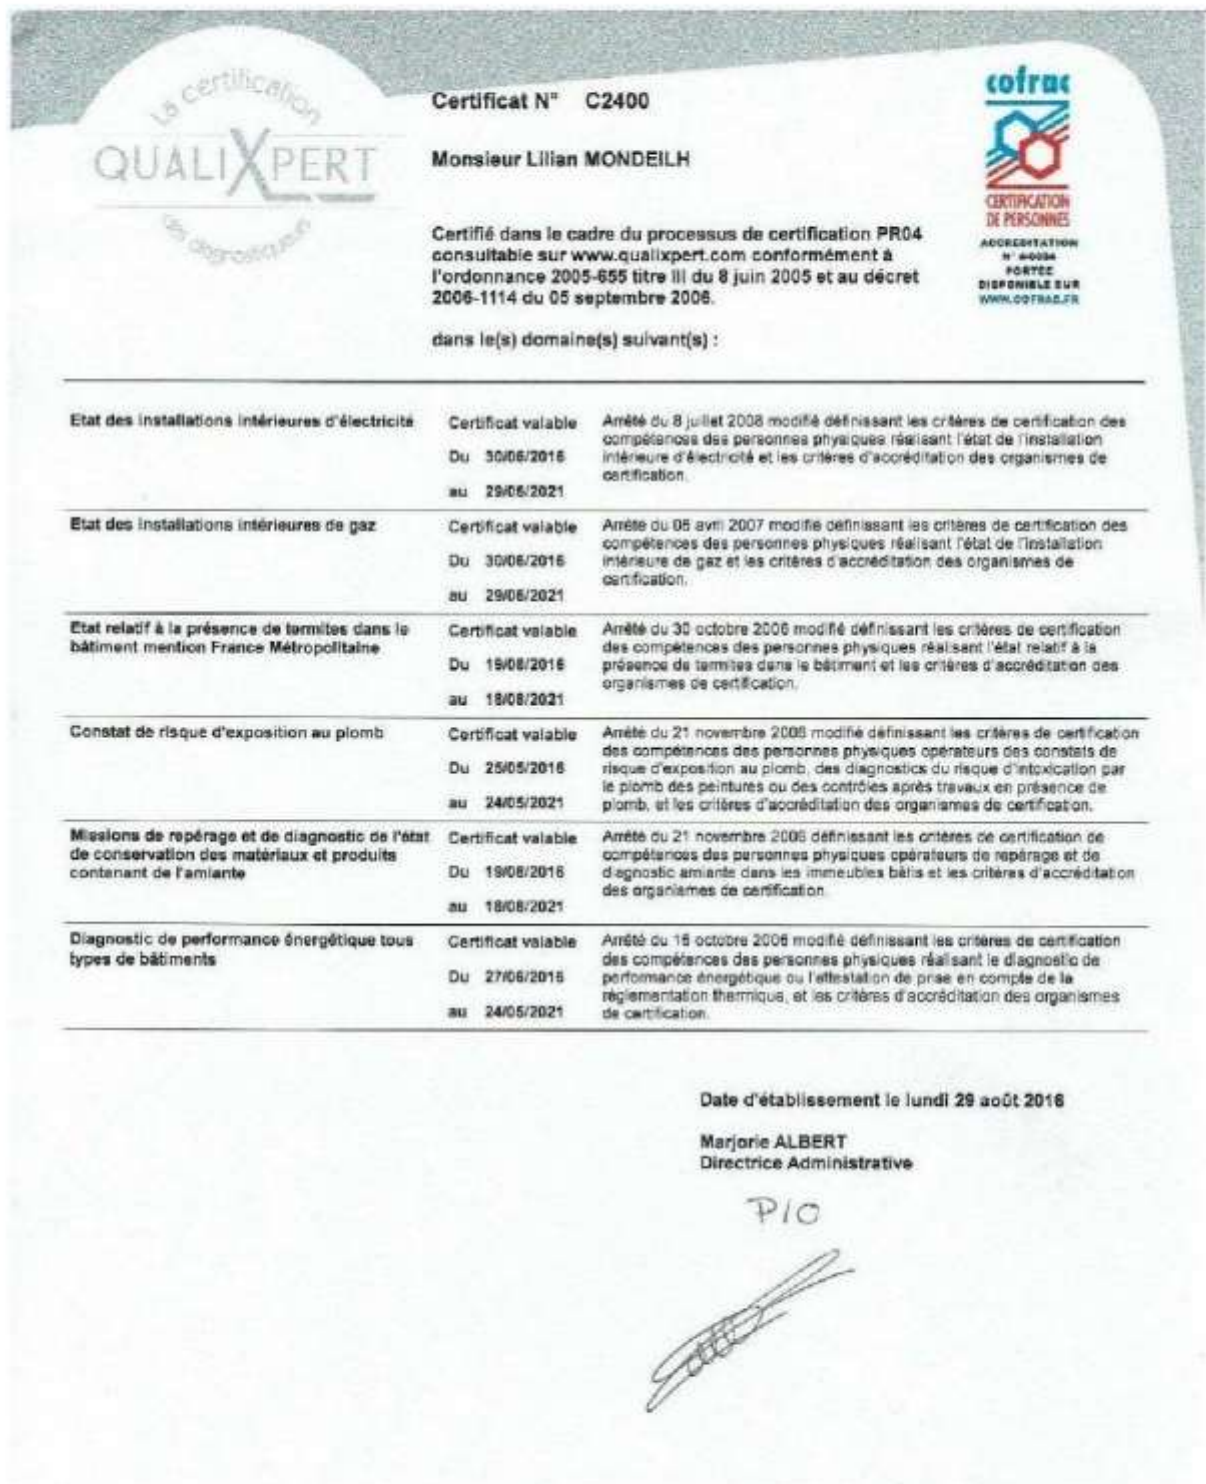 La certification
QUALIXPERT
des diagnostiqueurs
Certificat N° C2400
Monsieur Lilian MONDEILH
Certifié dans le cadre du processus de certification PR04
consultable sur www.qualixpert.com conformément à
l'ordonnance 2005-655 titre III du 8 juin 2005 et au décret
2006-1114 du 05 septembre 2006.
dans le(s) domaine(s) suivant(s) :
cofrac
CERTIFICATION
DE PERSONNES
ACCREDITATION
N° 4-0094
PORTEE
DISPONIBLE SUR
WWW.COFRAC.FR
Etat des installations intérieures d'électricité
Certificat valable
Du 30/06/2016
au 29/06/2021
Arrêté du 8 juillet 2008 modifié définissant les critères de certification des
compétences des personnes physiques réalisant l'état de l'installation
intérieure d'électricité et les critères d'accréditation des organismes de
certification.
Etat des installations intérieures de gaz
Certificat valable
Du 30/06/2016
au 29/06/2021
Arrêté du 06 avril 2007 modifié définissant les critères de certification des
compétences des personnes physiques réalisant l'état de l'installation
intérieure de gaz et les critères d'accréditation des organismes de
certification.
Etat relatif à la présence de termites dans le
bâtiment mention France Métropolitaine
Certificat valable
Du 19/08/2016
au 18/08/2021
Arrêté du 30 octobre 2006 modifié définissant les critères de certification
des compétences des personnes physiques réalisant l'état relatif à la
présence de termites dans le bâtiment et les critères d'accréditation des
organismes de certification.
Constat de risque d'exposition au plomb
Certificat valable
Du 25/05/2016
au 24/05/2021
Arrêté du 21 novembre 2006 modifié définissant les critères de certification
des compétences des personnes physiques opérateurs des constats de
risque d'exposition au plomb, des diagnostics du risque d'intoxication par
le plomb des peintures ou des contrôles après travaux en présence de
plomb, et les critères d'accréditation des organismes de certification.
Missions de repérage et de diagnostic de l'état
de conservation des matériaux et produits
contenant de l'amiante
Certificat valable
Du 19/08/2016
au 18/08/2021
Arrêté du 21 novembre 2006 définissant les critères de certification de
compétences des personnes physiques opérateurs de repérage et de
diagnostic amiante dans les immeubles bâtis et les critères d'accréditation
des organismes de certification.
Diagnostic de performance énergétique tous
types de bâtiments
Certificat valable
Du 27/06/2016
au 24/05/2021
Arrêté du 16 octobre 2006 modifié définissant les critères de certification
des compétences des personnes physiques réalisant le diagnostic de
performance énergétique ou l'attestation de prise en compte de la
réglementation thermique, et les critères d'accréditation des organismes
de certification.
Date d'établissement le lundi 29 août 2016
Marjorie ALBERT
Directrice Administrative
P/O